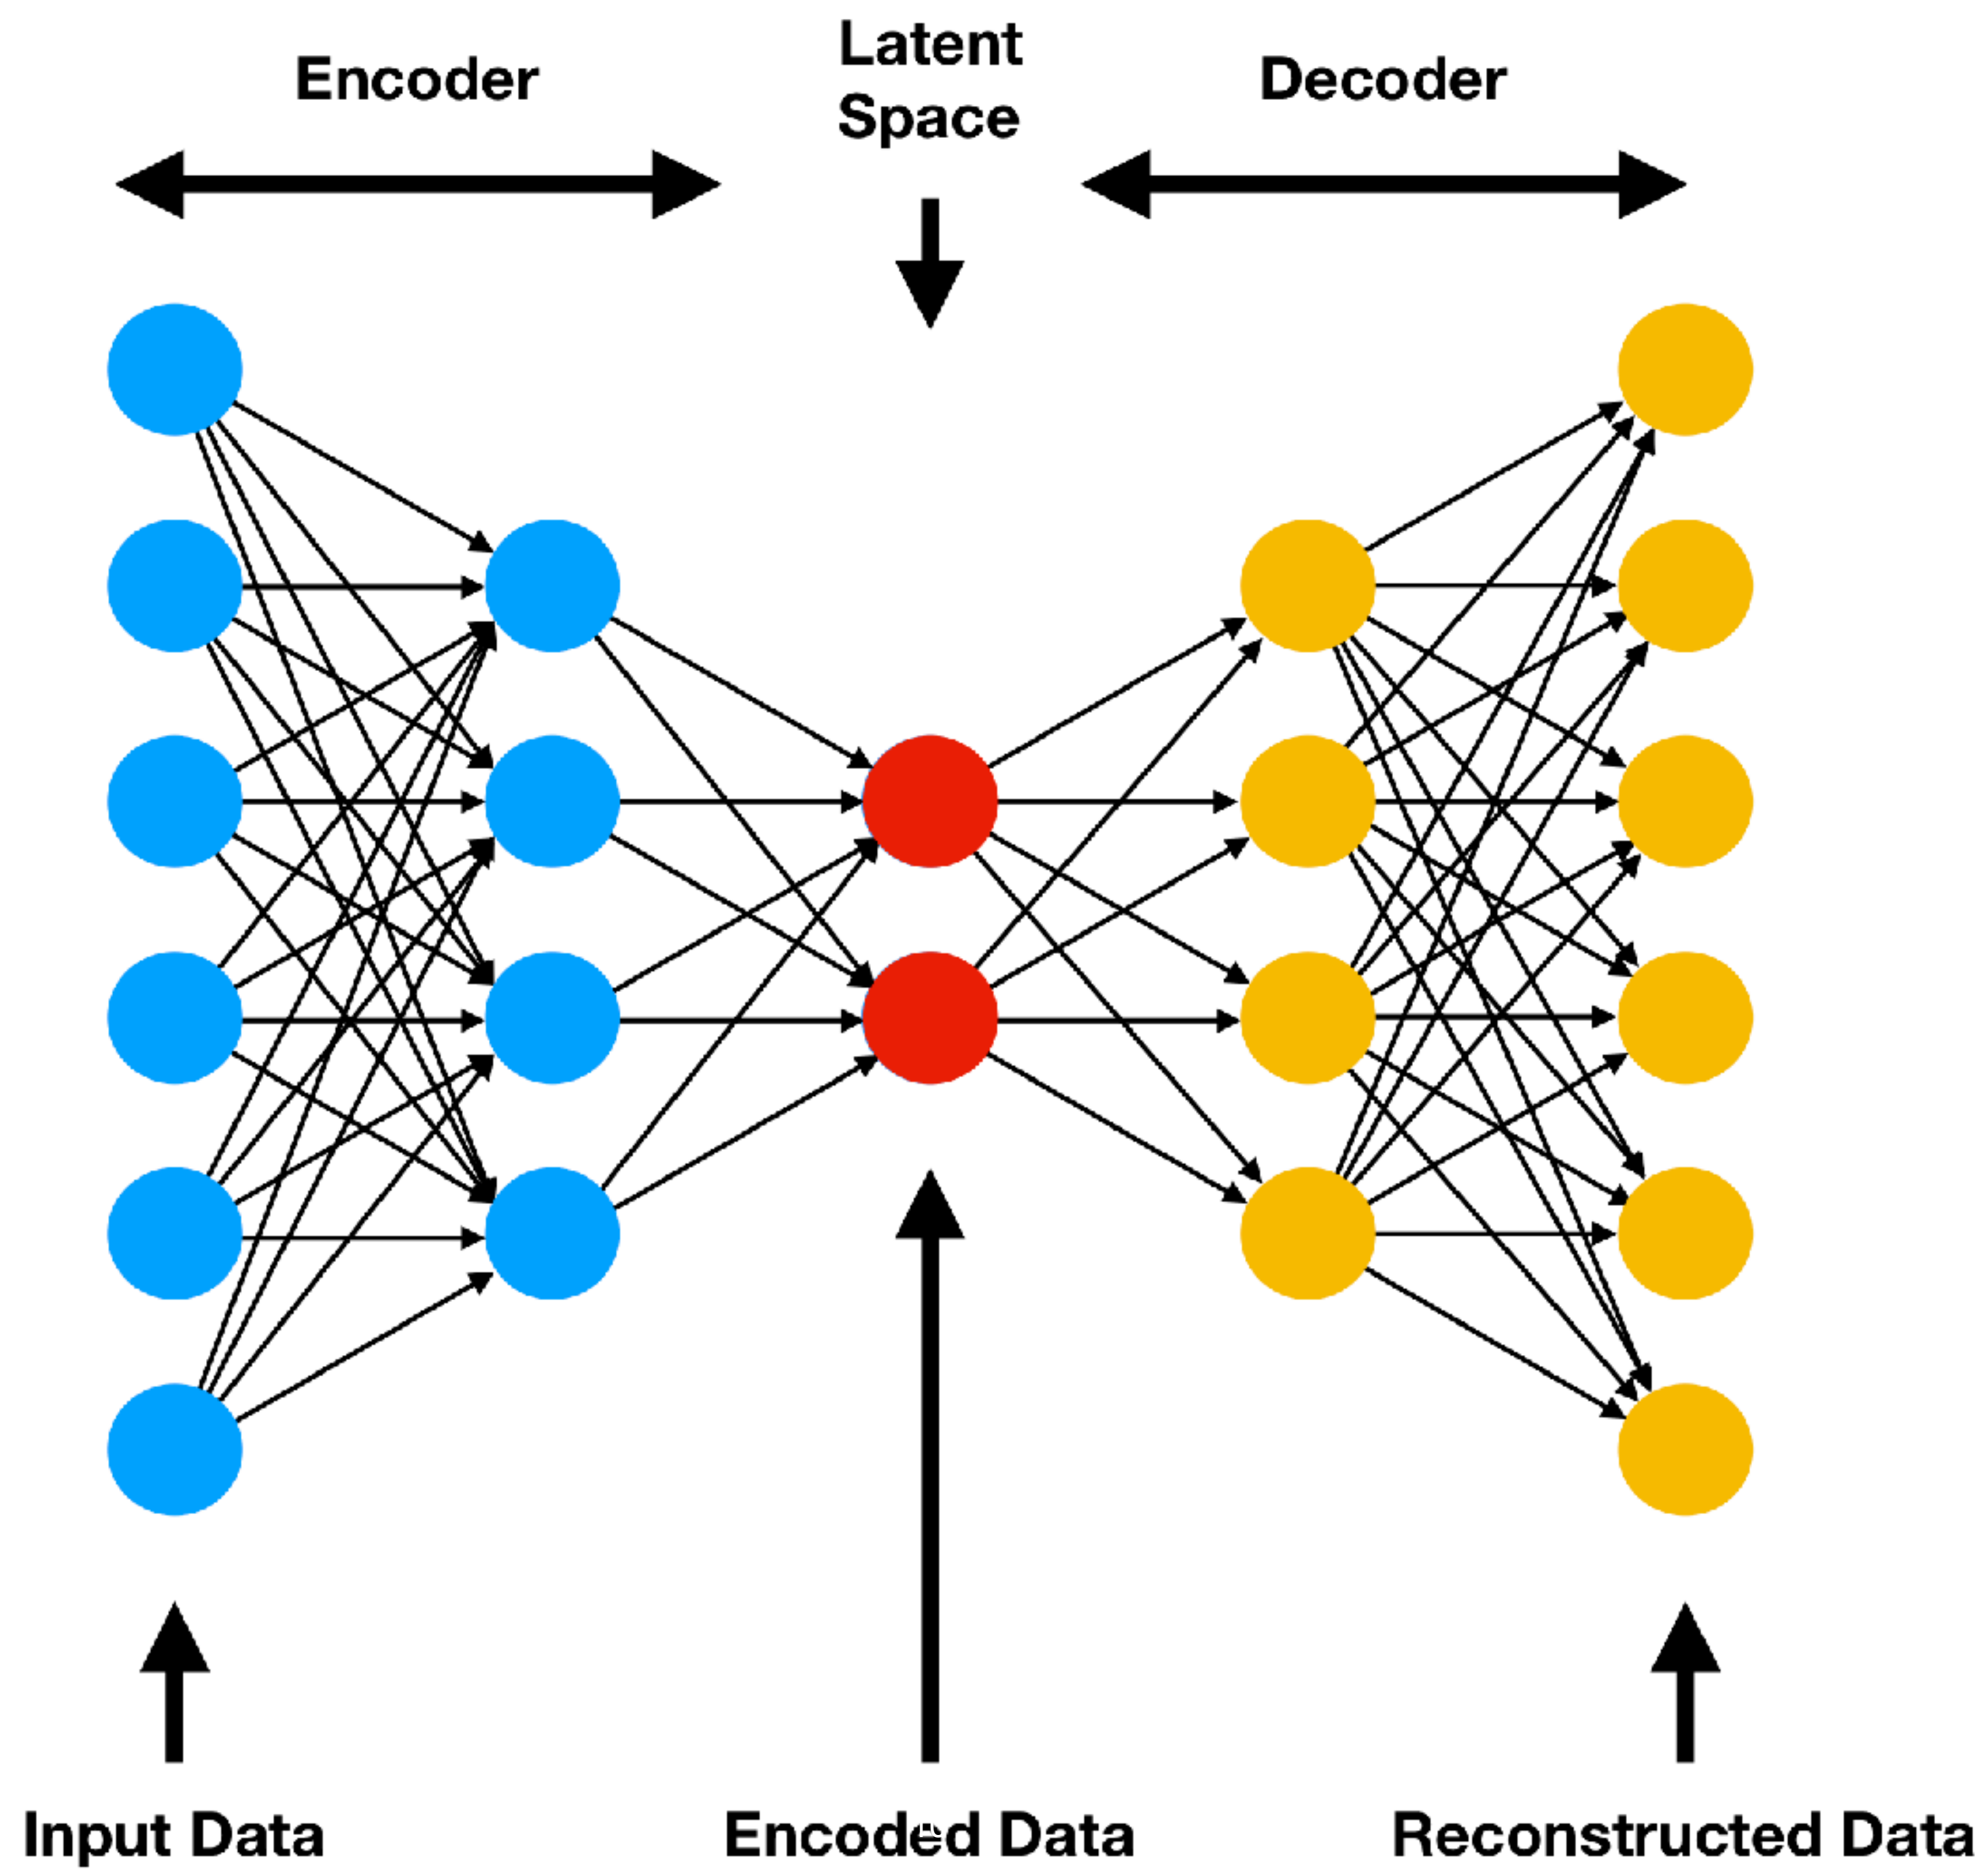 Encoder
Latent
Space
Decoder
Input Data
Encoded Data
Reconstructed Data